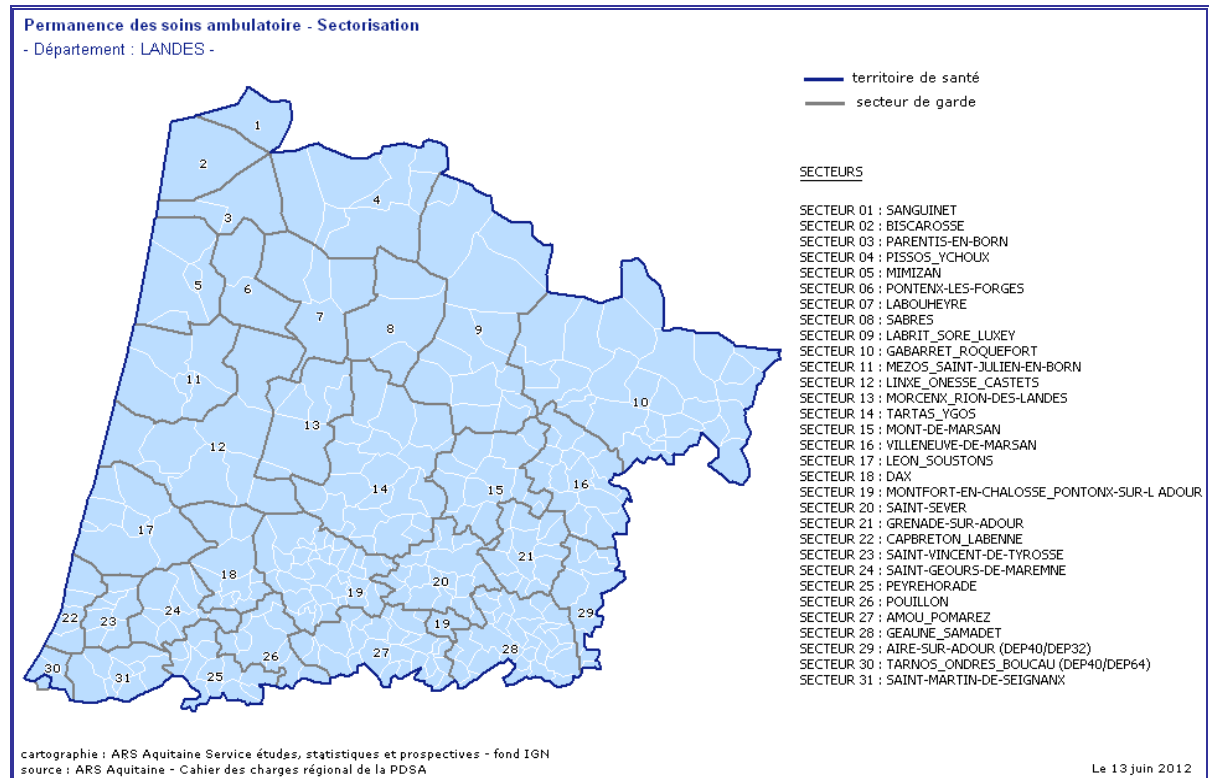 Permanence des soins ambulatoire - Sectorisation
- Département : LANDES -
territoire de santé
secteur de garde
SECTEURS
SECTEUR 01 : SANGUINET
SECTEUR 02 : BISCAROSSE
SECTEUR 03 : PARENTIS-EN-BORN
SECTEUR 04 : PISSOS_YCHOUX
SECTEUR 05 : MIMIZAN
SECTEUR 06 : PONTENX-LES-FORGES
SECTEUR 07 : LABOUHEYRE
SECTEUR 08 : SABRES
SECTEUR 09 : LABRIT_SORE_LUXEY
SECTEUR 10 : GABARRET_ROQUEFORT
SECTEUR 11 : MEZOS_SAINT-JULIEN-EN-BORN
SECTEUR 12 : LINXE_ONESSE_CASTETS
SECTEUR 13 : MORCENX_RION-DES-LANDES
SECTEUR 14 : TARTAS_YGOS
SECTEUR 15 : MONT-DE-MARSAN
SECTEUR 16 : VILLENEUVE-DE-MARSAN
SECTEUR 17 : LEON_SOUSTONS
SECTEUR 18 : DAX
SECTEUR 19 : MONTFORT-EN-CHALOSSE_PONTONX-SUR-L ADOUR
SECTEUR 20 : SAINT-SEVER
SECTEUR 21 : GRENADE-SUR-ADOUR
SECTEUR 22 : CAPBRETON_LABENNE
SECTEUR 23 : SAINT-VINCENT-DE-TYROSSE
SECTEUR 24 : SAINT-GEOURS-DE-MAREMNE
SECTEUR 25 : PEYREHORADE
SECTEUR 26 : POUILLON
SECTEUR 27 : AMOU_POMAREZ
SECTEUR 28 : GEAUNE_SAMADET
SECTEUR 29 : AIRE-SUR-ADOUR (DEP40/DEP32)
SECTEUR 30 : TARNOS_ONDRES_BOUCAU (DEP40/DEP64)
SECTEUR 31 : SAINT-MARTIN-DE-SEIGNANX
1
2
4
3
5
6
7
8
9
11
10
13
12
14
15
16
17
21
18
20
19
24
22
23
29
19
26
27
28
30
31
25
cartographie : ARS Aquitaine Service études, statistiques et prospectives - fond IGN
source : ARS Aquitaine - Cahier des charges régional de la PDSA
Le 13 juin 2012